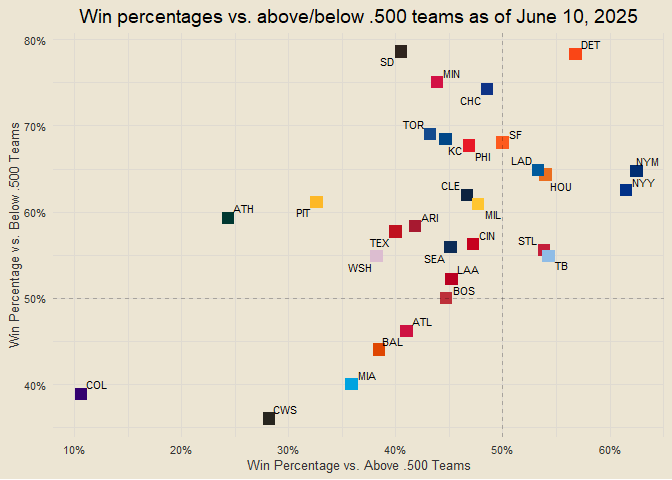 Win percentages vs. above/below .500 teams as of June 10, 2025
80%
DET
SD
MIN
CHC
70%
TOR
SF
KC
PHI
LAD
NYM
HOU
NYY
CLE
60%
ATH
PIT
MIL
ARI
TEX
CIN
STL
SEA
WSH
TB
LAA
BOS
50%
ATL
BAL
MIA
40%
COL
CWS
10%
20%
30%
40%
50%
60%
Win Percentage vs. Above .500 Teams
Win Percentage vs. Below .500 Teams